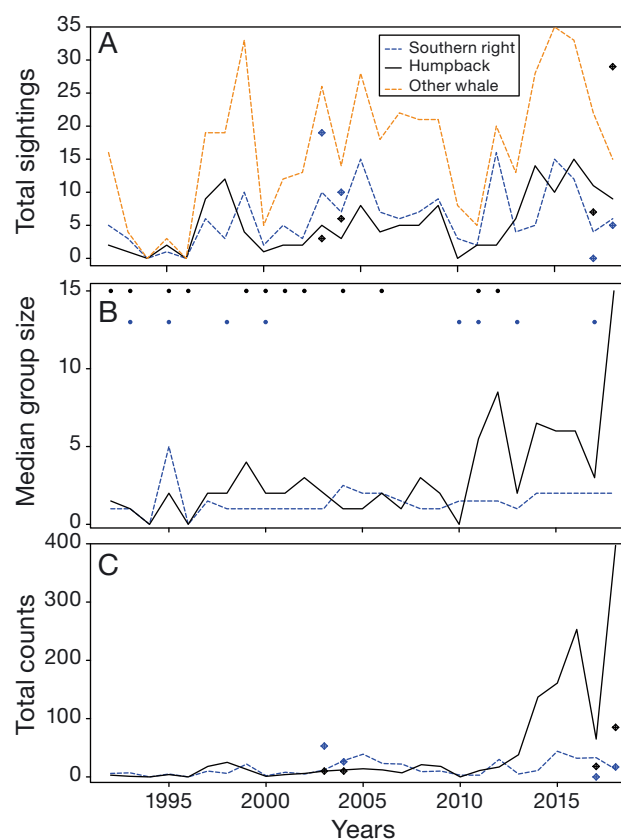 A
Total sightings
35
30
25
20
15
10
5
0
Southern right
Humpback
Other whale
B
Median group size
15
10
5
0
C
Total counts
400
300
200
100
0
1995 2000 2005 2010 2015
Years